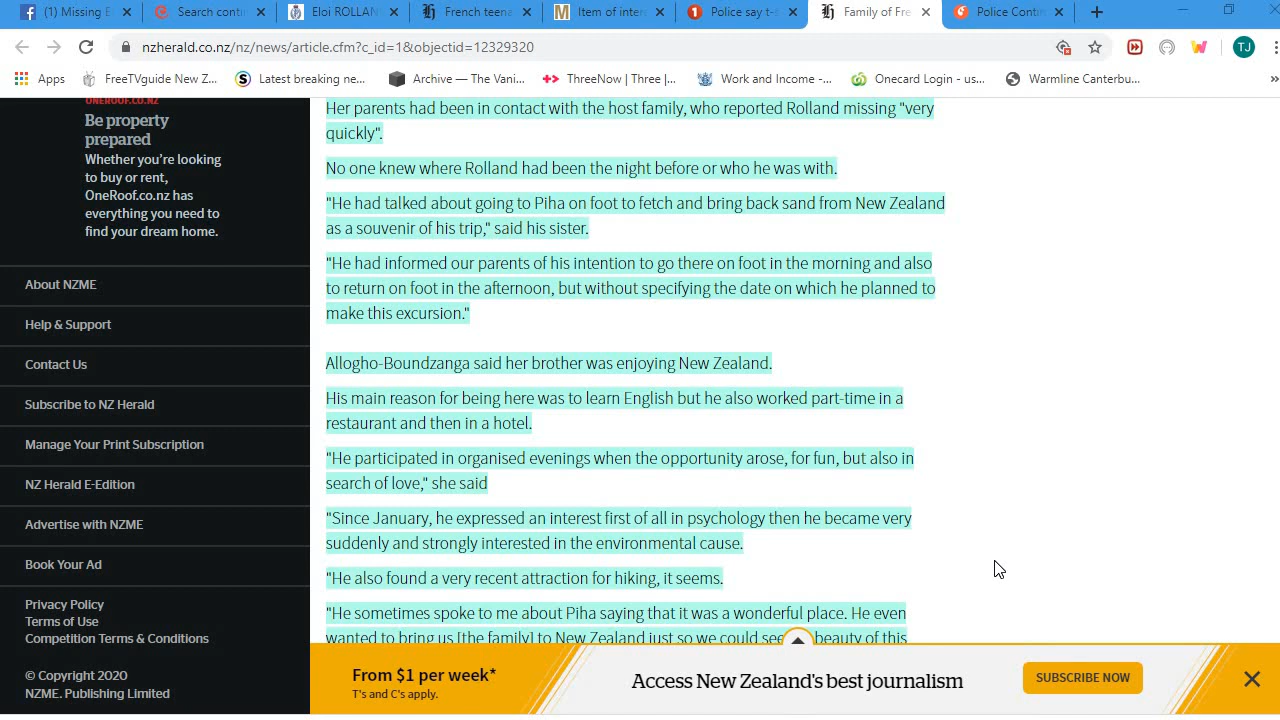 (1) Missing E
Search conti
Eloi ROLLAN
French teena
Item of inter
Police say t-s
Family of Fre
Police Contin
nzherald.co.nz/nz/news/article.cfm?c_id=1&objectid=12329320
TJ
Apps
FreeTVguide New Z...
Latest breaking ne...
Archive — The Vani...
ThreeNow | Three |...
Work and Income -...
Onecard Login - us...
Warmline Canterbu...
»
ONEROOF.CO.NZ
Be property
prepared
Whether you're looking
to buy or rent,
OneRoof.co.nz has
everything you need to
find your dream home.
About NZME
Help & Support
Contact Us
Subscribe to NZ Herald
Manage Your Print Subscription
NZ Herald E-Edition
Advertise with NZME
Book Your Ad
Privacy Policy
Terms of Use
Competition Terms & Conditions
© Copyright 2020
NZME. Publishing Limited
Her parents had been in contact with the host family, who reported Rolland missing "very
quickly".
No one knew where Rolland had been the night before or who he was with.
"He had talked about going to Piha on foot to fetch and bring back sand from New Zealand
as a souvenir of his trip," said his sister.
"He had informed our parents of his intention to go there on foot in the morning and also
to return on foot in the afternoon, but without specifying the date on which he planned to
make this excursion."
Allogho-Boundzanga said her brother was enjoying New Zealand.
His main reason for being here was to learn English but he also worked part-time in a
restaurant and then in a hotel.
"He participated in organised evenings when the opportunity arose, for fun, but also in
search of love," she said
"Since January, he expressed an interest first of all in psychology then he became very
suddenly and strongly interested in the environmental cause.
"He also found a very recent attraction for hiking, it seems.
"He sometimes spoke to me about Piha saying that it was a wonderful place. He even
wanted to bring us [the family] to New Zealand just so we could see beauty of this
From $1 per week*
T's and C's apply.
Access New Zealand's best journalism
SUBSCRIBE NOW